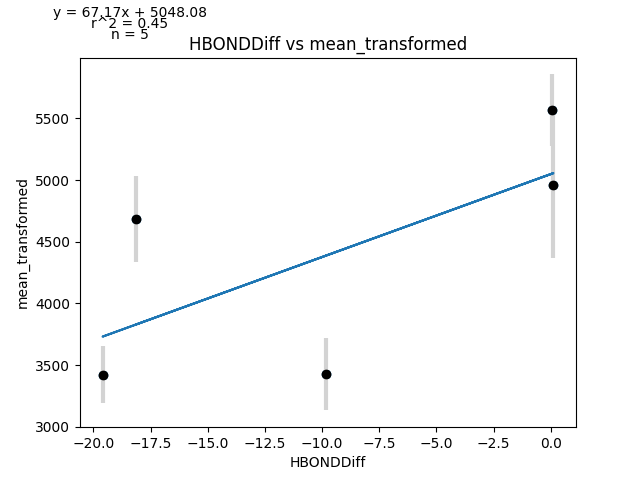 y = 67.17x + 5048.08
r^2 = 0.45
n = 5
HBONDDiff vs mean_transformed
5500
5000
4500
4000
3500
3000
mean_transformed
−20.0 −17.5 −15.0 −12.5 −10.0 −7.5 −5.0 −2.5 0.0
HBONDDiff